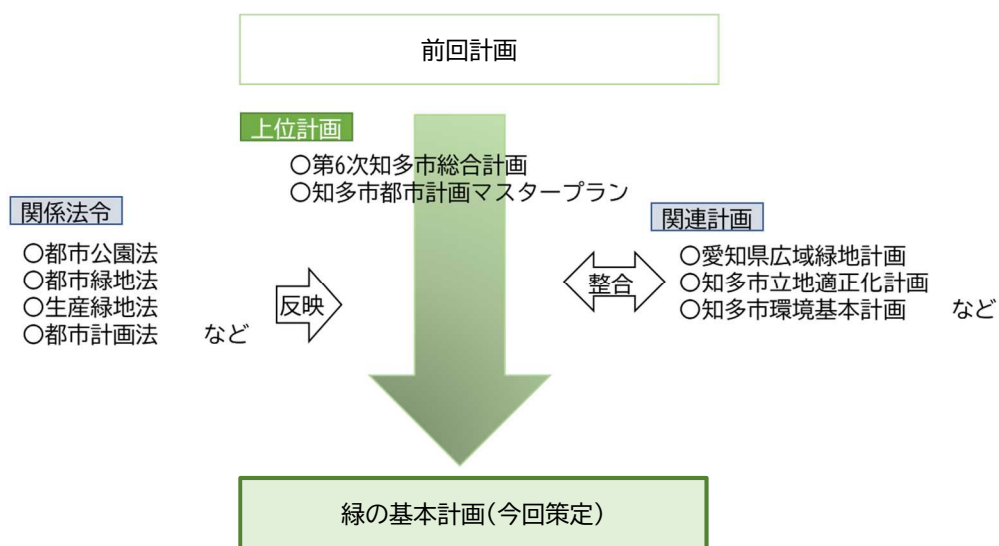 前回計画
上位計画
○第6次知多市総合計画
○知多市都市計画マスタープラン
関係法令
○都市公園法
○都市緑地法
○生産緑地法
○都市計画法 など
反映
整合
関連計画
○愛知県広域緑地計画
○知多市立地適正化計画
○知多市環境基本計画 など
緑の基本計画(今回策定)